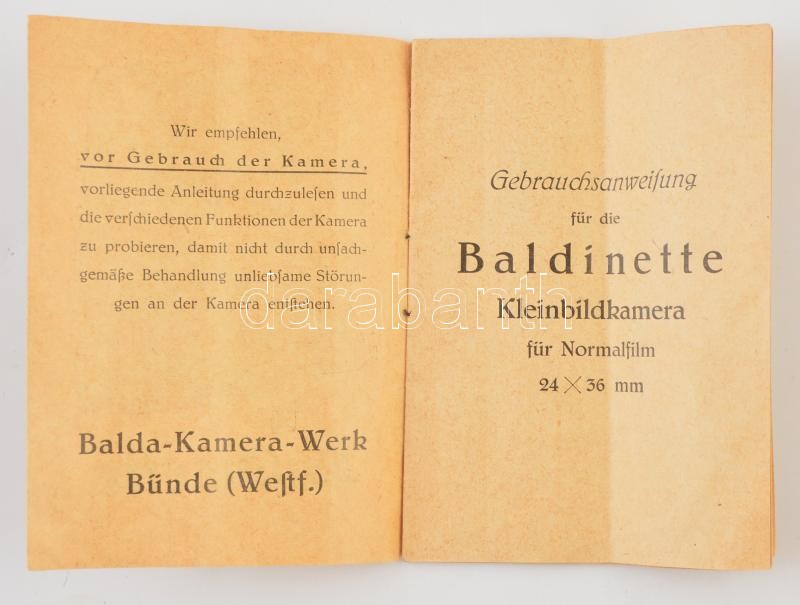 Wir empfehlen,
vor Gebrauch der Kamera,
vorliegende Anleitung durchzuleſen und
die verſchiedenen Funktionen der Kamera
zu probieren, damit nicht durch unſach-
gemäße Behandlung unliebſame Störun-
gen an der Kamera entſtehen.
Balda-Kamera-Werk
Bünde (Weſtf.)
Gebrauchsanweiſung
für die
Baldinette
Kleinbildkamera
für Normalfilm
24 × 36 mm
darabanth